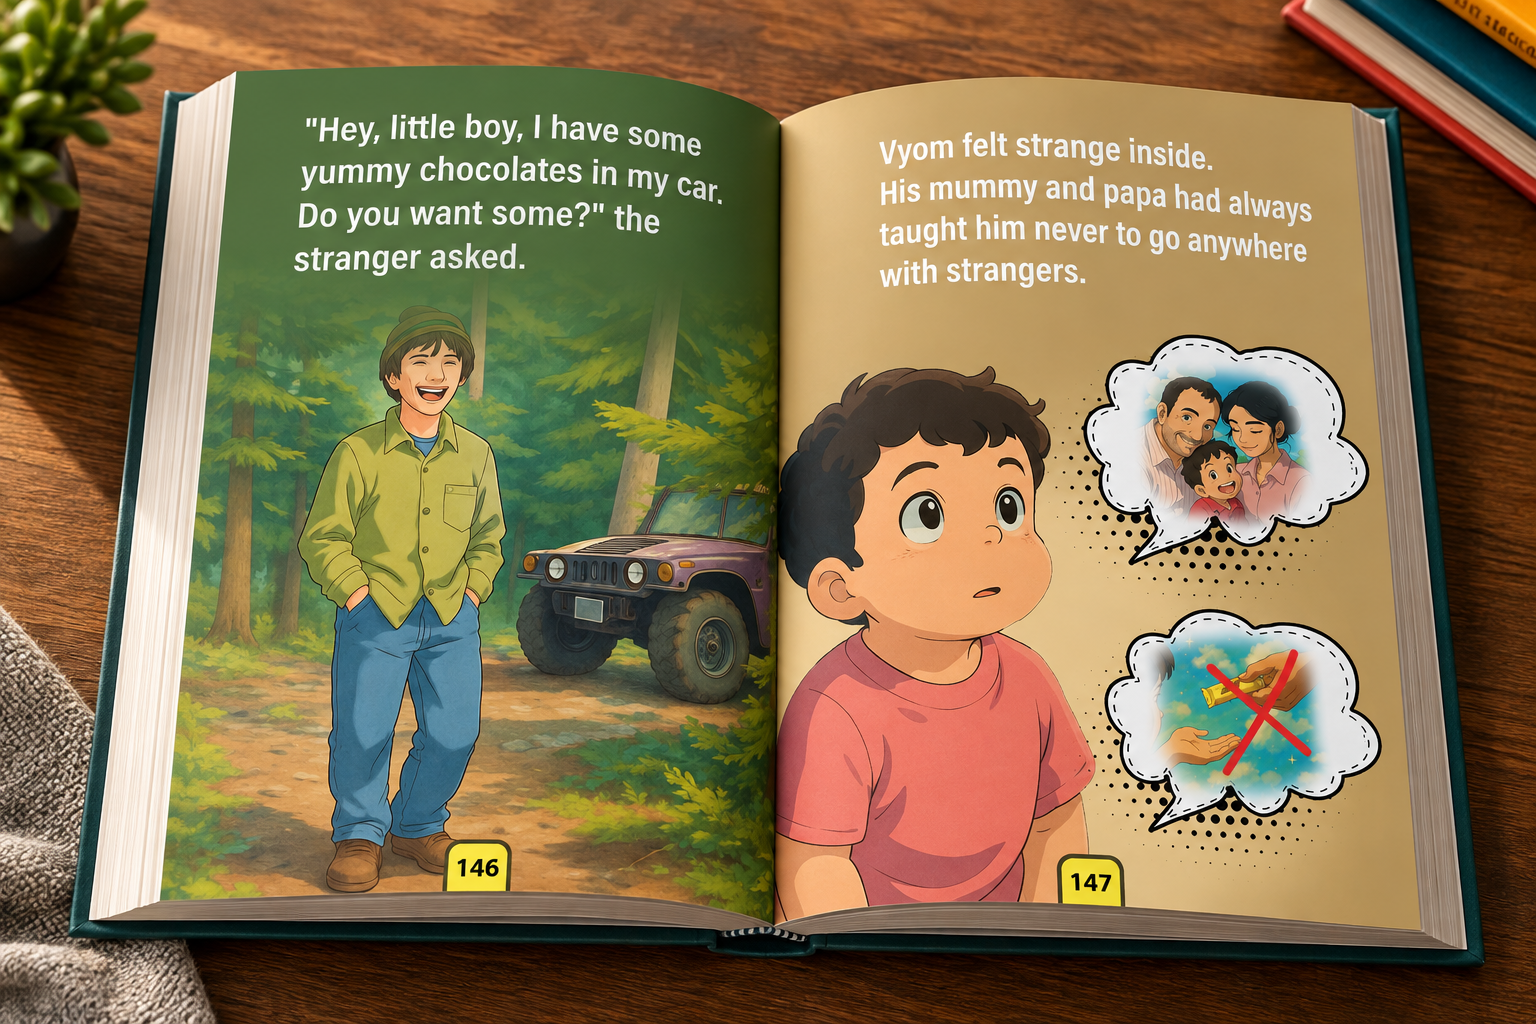 "Hey, little boy, I have some
yummy chocolates in my car.
Do you want some?" the
stranger asked.
146
Vyom felt strange inside.
His mummy and papa had always
taught him never to go anywhere
with strangers.
147